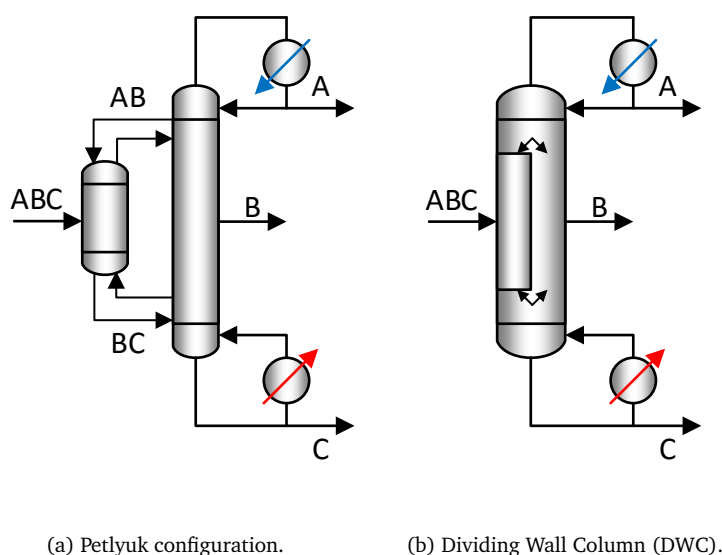 A
AB
ABC
B
BC
C
A
ABC
B
C
(a) Petlyuk configuration.
(b) Dividing Wall Column (DWC).